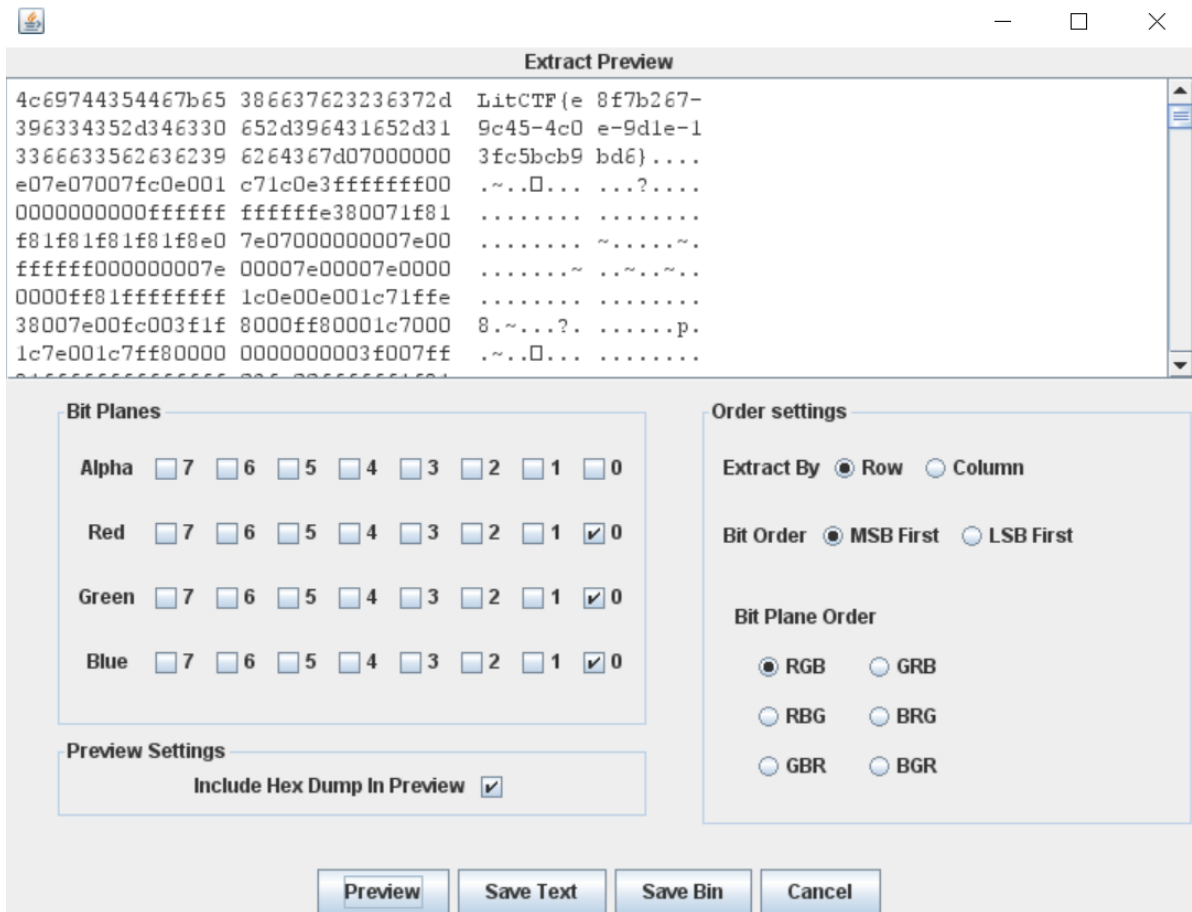 Extract Preview
4c69744354467b65 386637623236372d LitCTF{e 8f7b267-
396334352d346330 652d396431652d31 9c45-4c0 e-9d1e-1
3366633562636239 6264367d07000000 3fc5bcb9 bd6}....
e07e07007fc0e001 c71c0e3fffffff00 .~..□... ...?....
0000000000ffffff ffffffe380071f81 ........ ........
f81f81f81f81f8e0 7e07000000007e00 ........ ~.....~.
ffffff000000007e 00007e00007e0000 .......~ ..~..~..
0000ff81ffffffff 1c0e00e001c71ffe ........ ........
38007e00fc003f1f 8000ff80001c7000 8.~...?. ......p.
1c7e001c7ff80000 0000000003f007ff .~..□... ........
Bit Planes
Alpha 7 6 5 4 3 2 1 0
Red 7 6 5 4 3 2 1 0
Green 7 6 5 4 3 2 1 0
Blue 7 6 5 4 3 2 1 0
Preview Settings
Include Hex Dump In Preview
Order settings
Extract By Row Column
Bit Order MSB First LSB First
Bit Plane Order
RGB GRB
RBG BRG
GBR BGR
Preview Save Text Save Bin Cancel